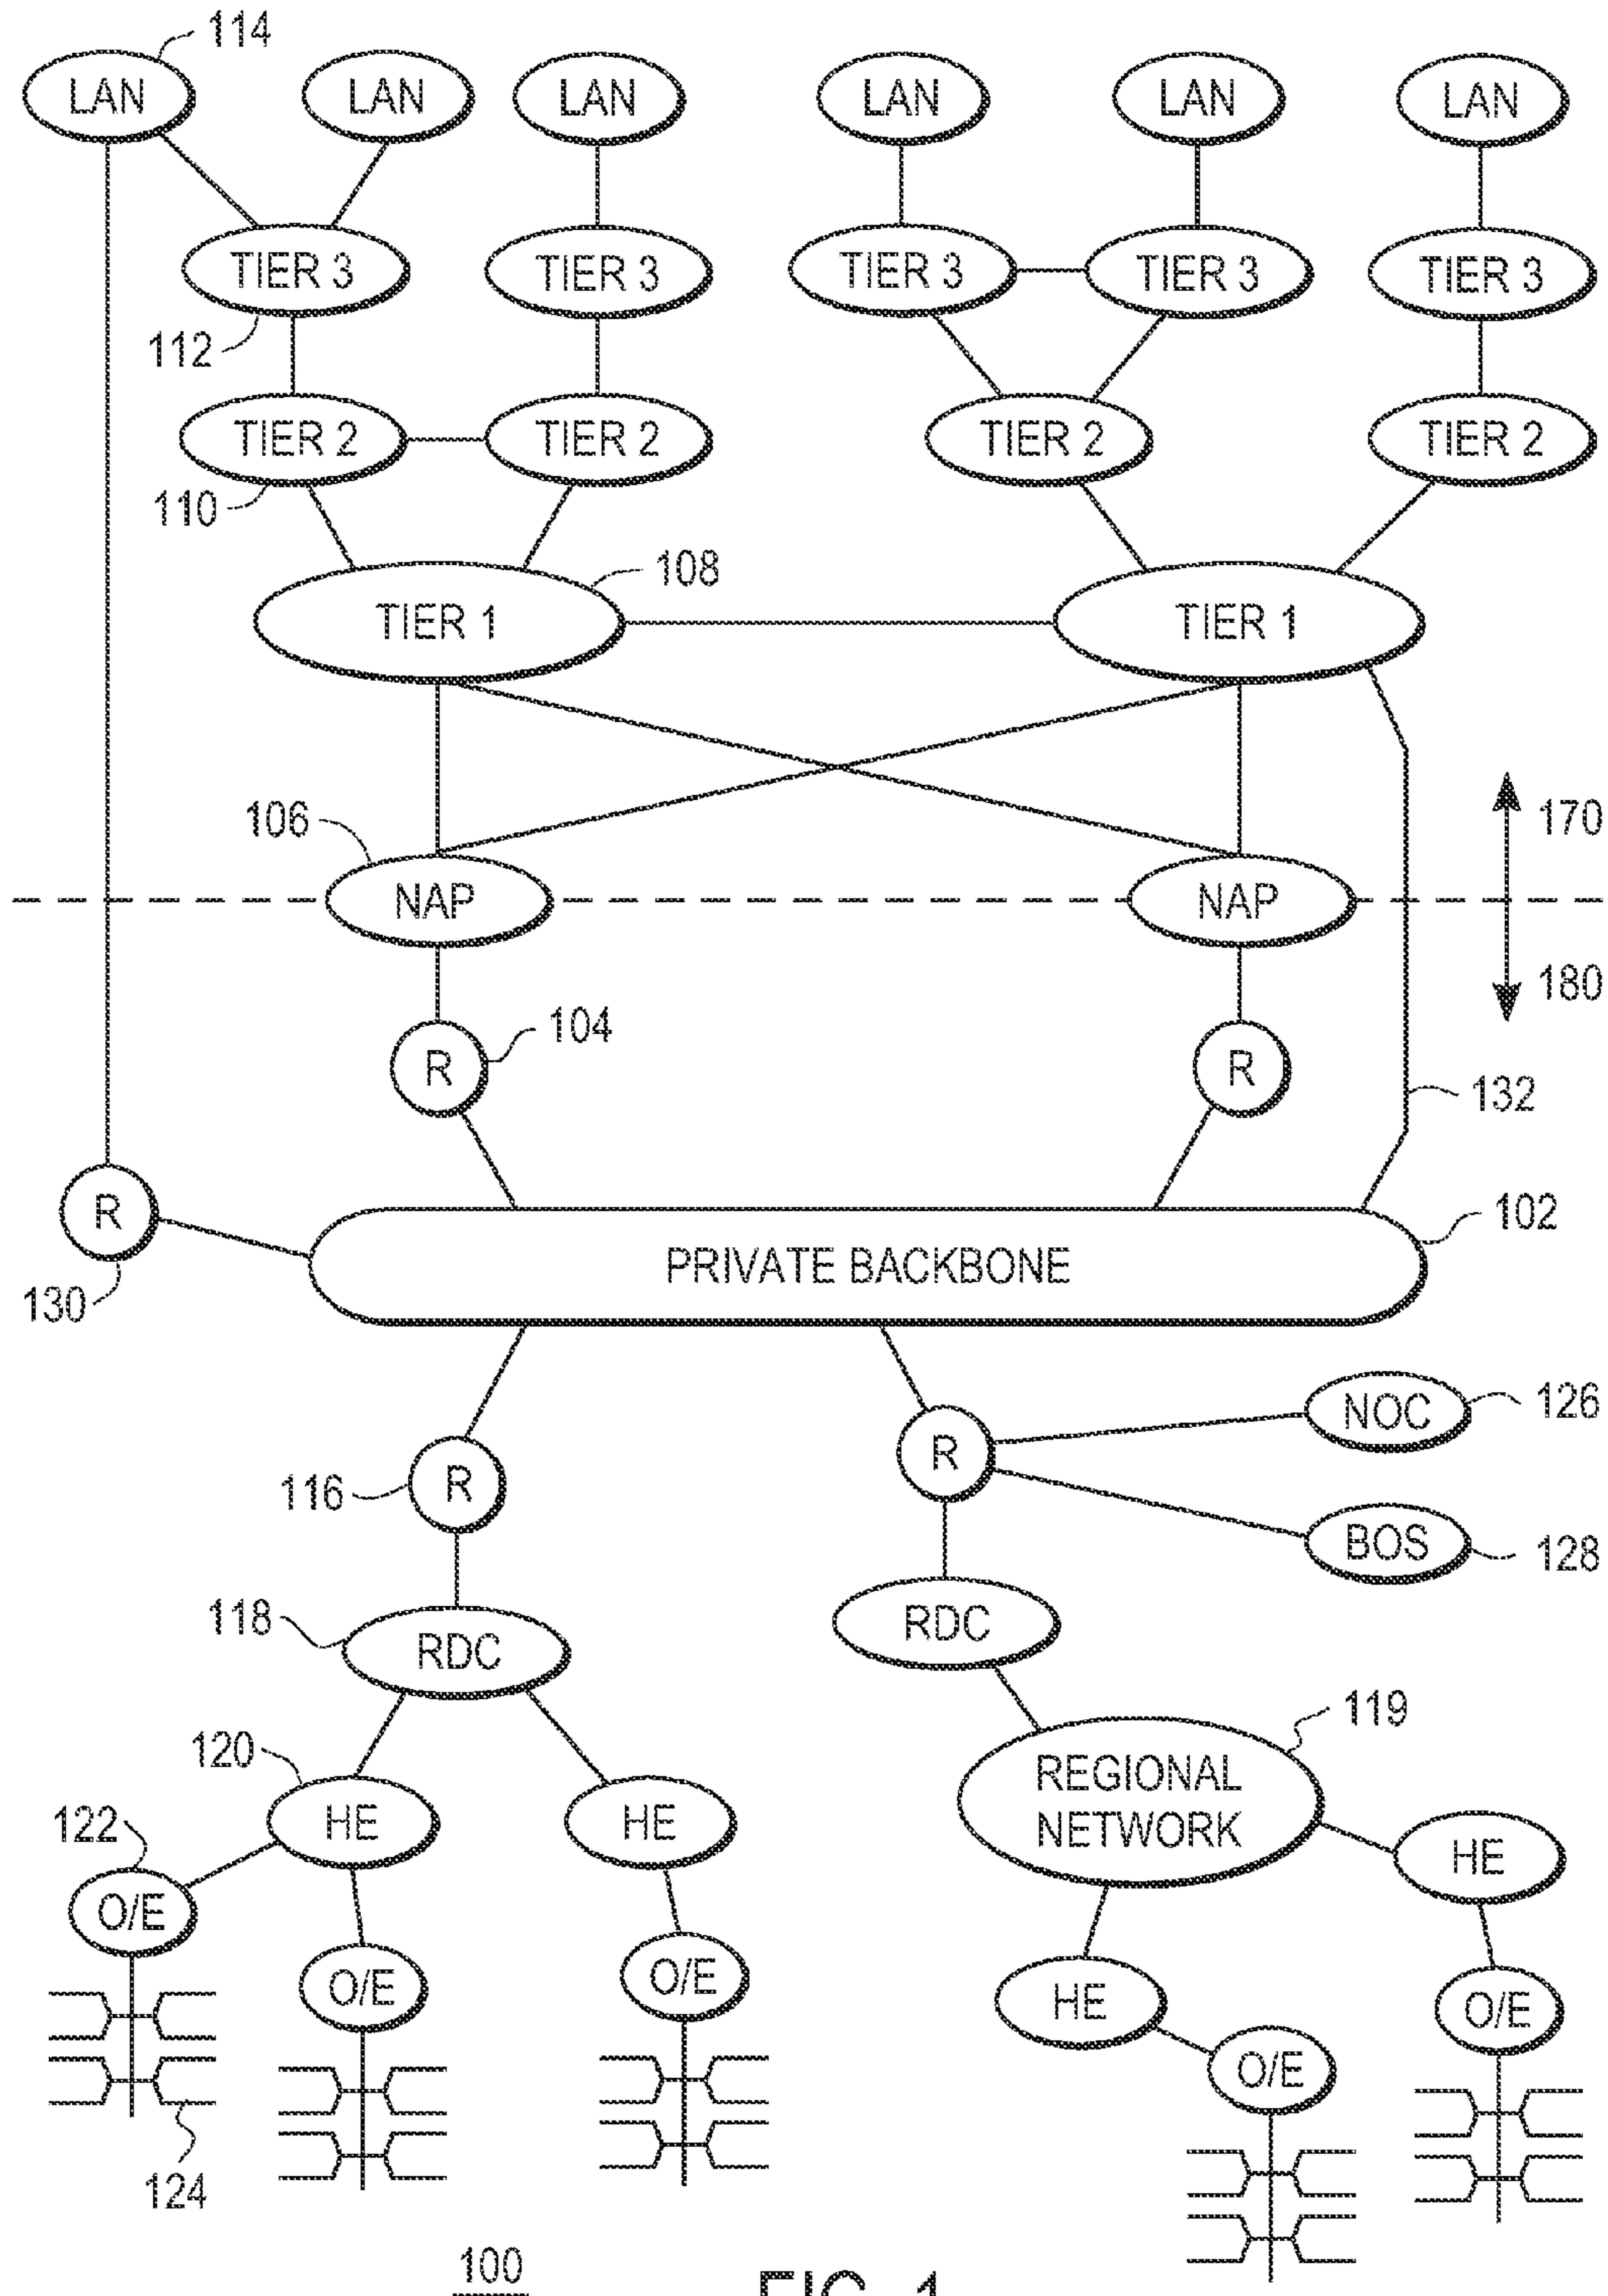 114
LAN LAN LAN LAN LAN LAN
TIER 3 TIER 3 TIER 3 TIER 3 TIER 3
112
TIER 2 TIER 2 TIER 2 TIER 2
110
108
TIER 1 TIER 1
106
170
NAP NAP
180
104
R R
132
R
102
PRIVATE BACKBONE
130
NOC 126
R
R
116
BOS 128
118
RDC
RDC
119
120
REGIONAL
NETWORK
122
HE HE
HE
O/E
O/E
O/E
HE
O/E
O/E
124
100
FIG. 1